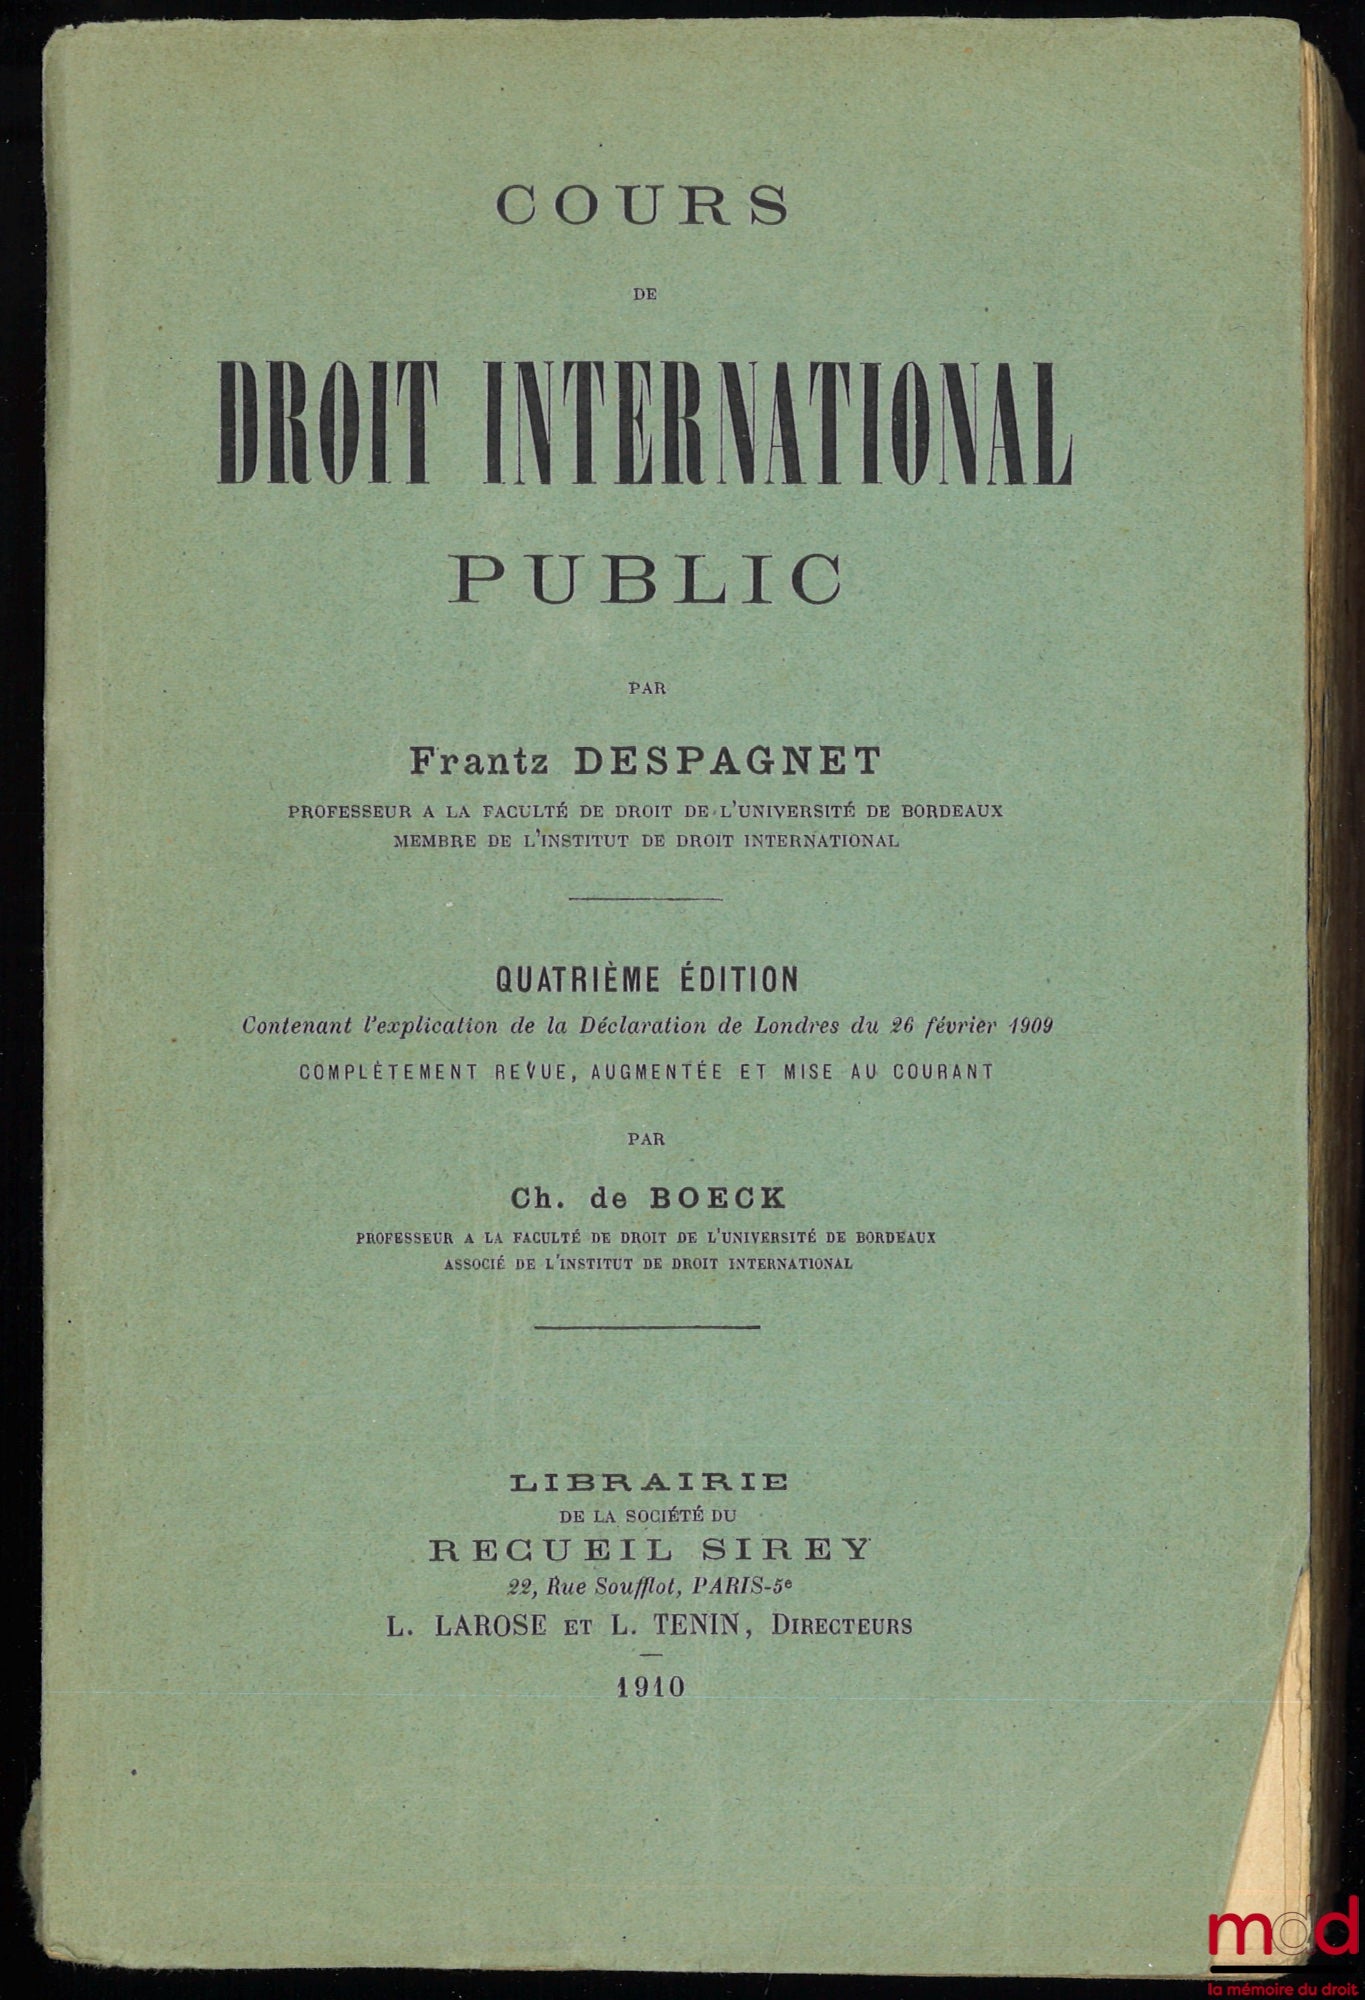 COURS
DE
DROIT INTERNATIONAL
PUBLIC
PAR
Frantz DESPAGNET
PROFESSEUR A LA FACULTÉ DE DROIT DE L'UNIVERSITÉ DE BORDEAUX
MEMBRE DE L'INSTITUT DE DROIT INTERNATIONAL
QUATRIÈME ÉDITION
Contenant l'explication de la Déclaration de Londres du 26 février 1909
COMPLÈTEMENT REVUE, AUGMENTÉE ET MISE AU COURANT
PAR
Ch. de BOECK
PROFESSEUR A LA FACULTÉ DE DROIT DE L'UNIVERSITÉ DE BORDEAUX
ASSOCIÉ DE L'INSTITUT DE DROIT INTERNATIONAL
LIBRAIRIE
DE LA SOCIÉTÉ DU
RECUEIL SIREY
22, Rue Soufflot, PARIS-5e
L. LAROSE ET L. TENIN, DIRECTEURS
1910
mdd
la mémoire du droit